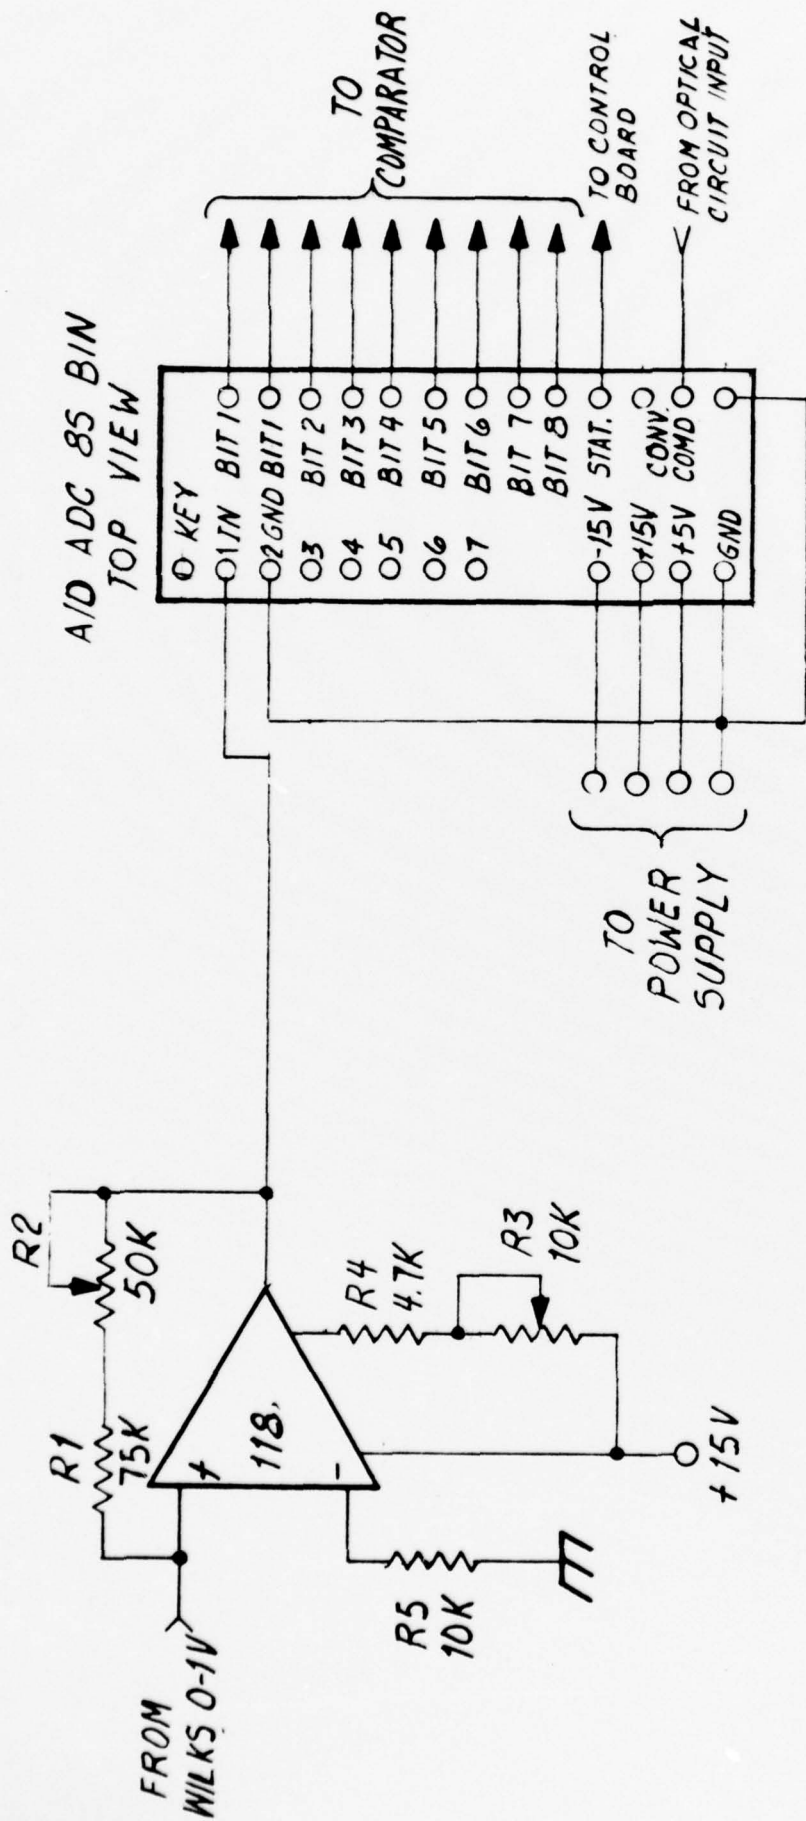 A/D ADC 85 BIN
TOP VIEW
KEY
1 IN BIT 1
2 GND BIT 1
3 BIT 2
4 BIT 3
5 BIT 4
6 BIT 5
7 BIT 6
BIT 7
BIT 8
-15V STAT.
+15V CONV.
+5V COMD
GND
TO
COMPARATOR
TO CONTROL
BOARD
FROM OPTICAL
CIRCUIT INPUT
TO
POWER
SUPPLY
R2
50K
R1
75K
118.
+
-
R4
4.7K
R3
10K
R5
10K
+15V
FROM
WILKS 0-1V